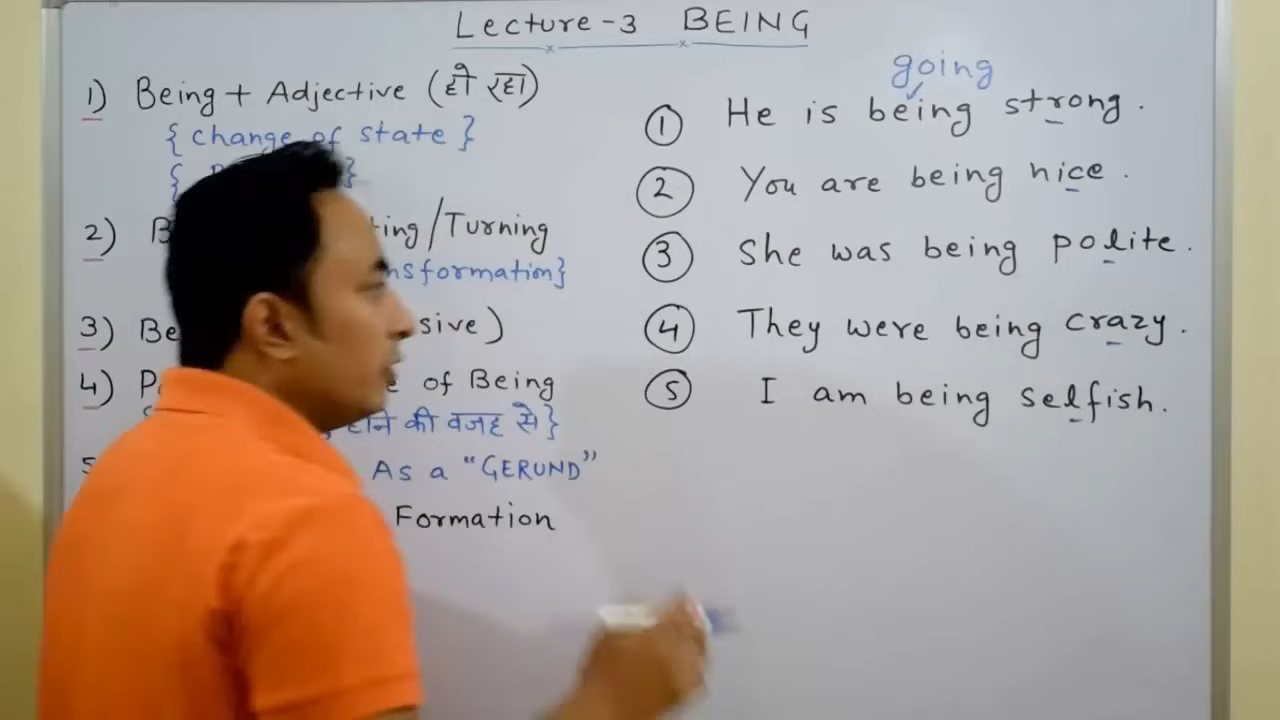 Lecture-3 BEING
1) Being + Adjective (हो रहा)
{ change of state }
{
2) ting/Turning
nsformation}
3) Be sive)
4) P of Being
होने की वजह से}
5 As a "GERUND"
Formation
going
① He is being strong.
② You are being nice.
③ She was being polite.
④ They were being crazy.
⑤ I am being selfish.